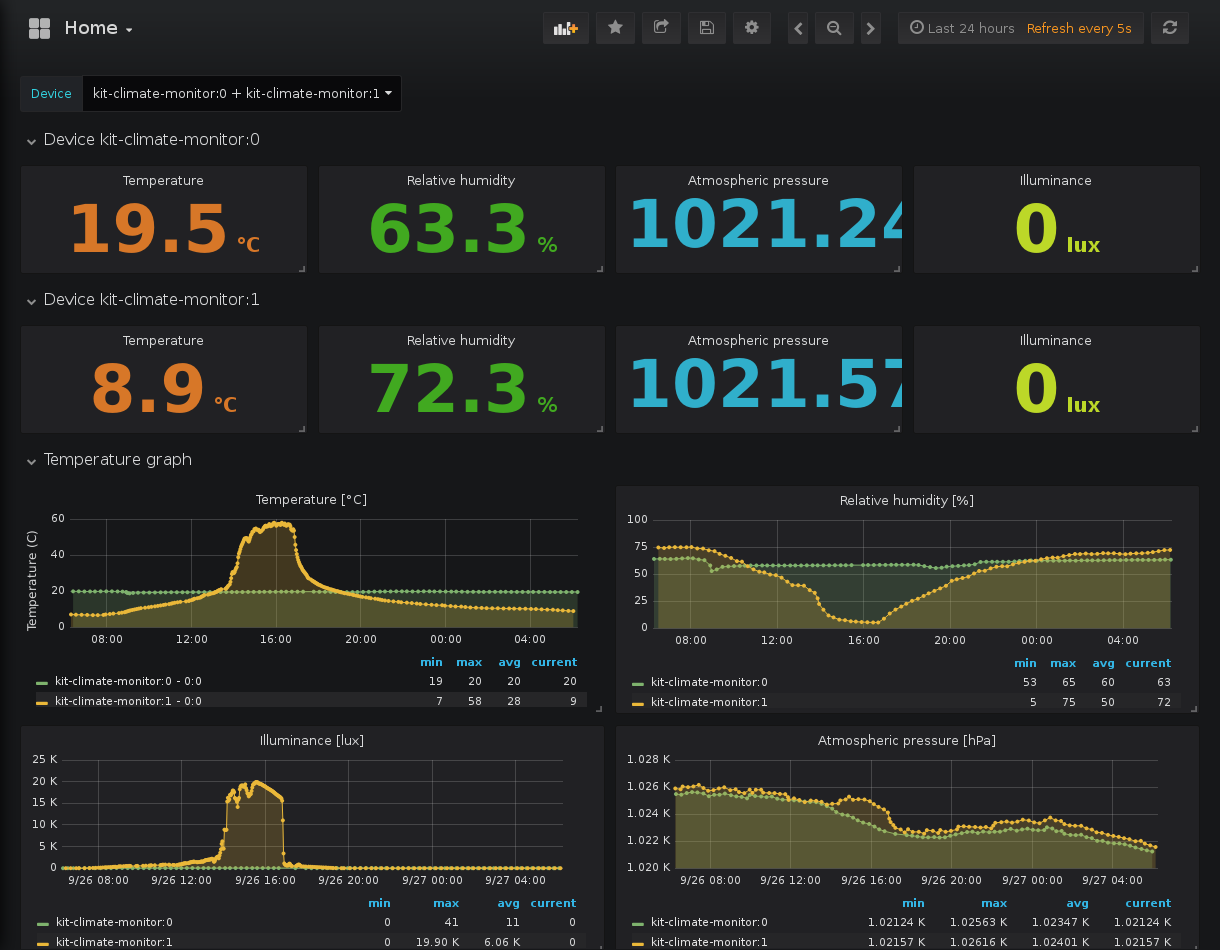 Home
Last 24 hours Refresh every 5s
Device kit-climate-monitor:0 + kit-climate-monitor:1
Device kit-climate-monitor:0
Temperature Relative humidity Atmospheric pressure Illuminance
19.5 °C 63.3 % 1021.24 0 lux
Device kit-climate-monitor:1
Temperature Relative humidity Atmospheric pressure Illuminance
8.9 °C 72.3 % 1021.57 0 lux
Temperature graph
Temperature [°C]
Temperature (C)
60
40
20
0
08:00 12:00 16:00 20:00 00:00 04:00
min max avg current
kit-climate-monitor:0 - 0:0 19 20 20 20
kit-climate-monitor:1 - 0:0 7 58 28 9
Relative humidity [%]
100
75
50
25
0
08:00 12:00 16:00 20:00 00:00 04:00
min max avg current
kit-climate-monitor:0 53 65 60 63
kit-climate-monitor:1 5 75 50 72
Illuminance [lux]
25 K
20 K
15 K
10 K
5 K
0
9/26 08:00 9/26 12:00 9/26 16:00 9/26 20:00 9/27 00:00 9/27 04:00
min max avg current
kit-climate-monitor:0 0 41 11 0
kit-climate-monitor:1 0 19.90 K 6.06 K 0
Atmospheric pressure [hPa]
1.028 K
1.026 K
1.024 K
1.022 K
1.020 K
9/26 08:00 9/26 12:00 9/26 16:00 9/26 20:00 9/27 00:00 9/27 04:00
min max avg current
kit-climate-monitor:0 1.02124 K 1.02563 K 1.02347 K 1.02124 K
kit-climate-monitor:1 1.02157 K 1.02616 K 1.02401 K 1.02157 K